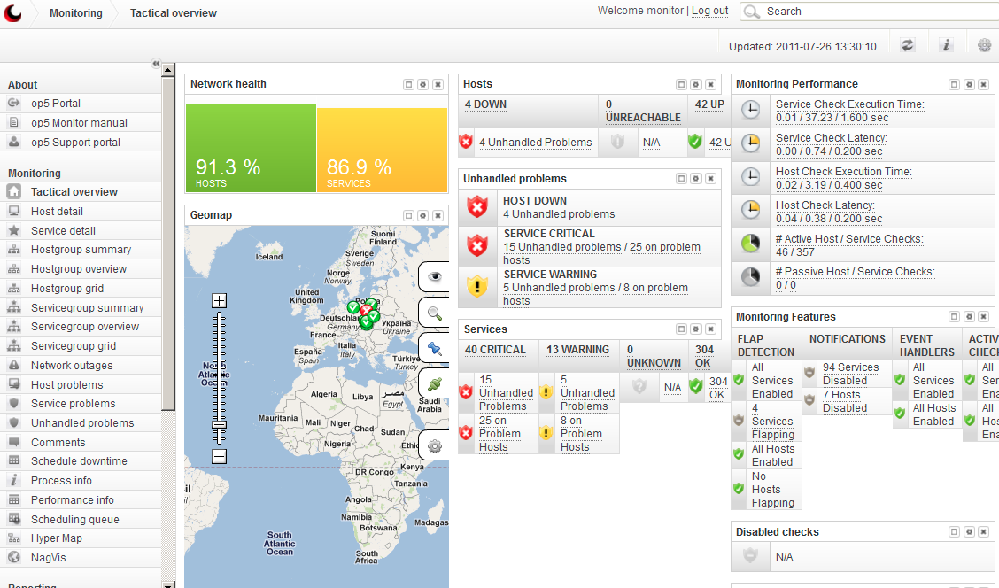 Monitoring
Tactical overview
Welcome monitor | Log out
Search
Updated: 2011-07-26 13:30:10
About
op5 Portal
op5 Monitor manual
op5 Support portal
Monitoring
Tactical overview
Host detail
Service detail
Hostgroup summary
Hostgroup overview
Hostgroup grid
Servicegroup summary
Servicegroup overview
Servicegroup grid
Network outages
Host problems
Service problems
Unhandled problems
Comments
Schedule downtime
Process info
Performance info
Scheduling queue
Hyper Map
NagVis
Reporting
Network health
91.3 %
HOSTS
86.9 %
SERVICES
Geomap
Iceland
Suomi
Finland
Sverige
Sweden
Norge
Norway
United
Kingdom
Deutschland
Germany
Україна
Ukraine
France
España
Spain
Italia
Italy
Türkiye
Turkey
Algeria
Libya
مصر
Egypt
Saudi
Arabia
Mauritania
Mali
Niger
Chad
Sudan
Nigeria
DR Congo
Kenya
Tanzania
Angola
Namibia
Botswana
Madagas
South
Africa
South
Atlantic
Ocean
Hosts
4 DOWN
0
UNREACHABLE
42 UP
4 Unhandled Problems
N/A
42 U
Unhandled problems
HOST DOWN
4 Unhandled problems
SERVICE CRITICAL
15 Unhandled problems / 25 on problem
hosts
SERVICE WARNING
5 Unhandled problems / 8 on problem
hosts
Services
40 CRITICAL
13 WARNING
0
UNKNOWN
304
OK
15
Unhandled
Problems
5
Unhandled
Problems
N/A
304
OK
25 on
Problem
Hosts
8 on
Problem
Hosts
Monitoring Performance
Service Check Execution Time:
0.01 / 37.23 / 1.600 sec
Service Check Latency:
0.00 / 0.74 / 0.200 sec
Host Check Execution Time:
0.02 / 3.19 / 0.400 sec
Host Check Latency:
0.04 / 0.38 / 0.200 sec
# Active Host / Service Checks:
46 / 357
# Passive Host / Service Checks:
0 / 0
Monitoring Features
FLAP
DETECTION
NOTIFICATIONS
EVENT
HANDLERS
ACTIVE
CHECK
All
Services
Enabled
4
Services
Flapping
All Hosts
Enabled
No
Hosts
Flapping
94 Services
Disabled
7 Hosts
Disabled
All
Services
Enabled
All Hosts
Enabled
All
Ser
Ena
All
Hos
Ena
Disabled checks
N/A